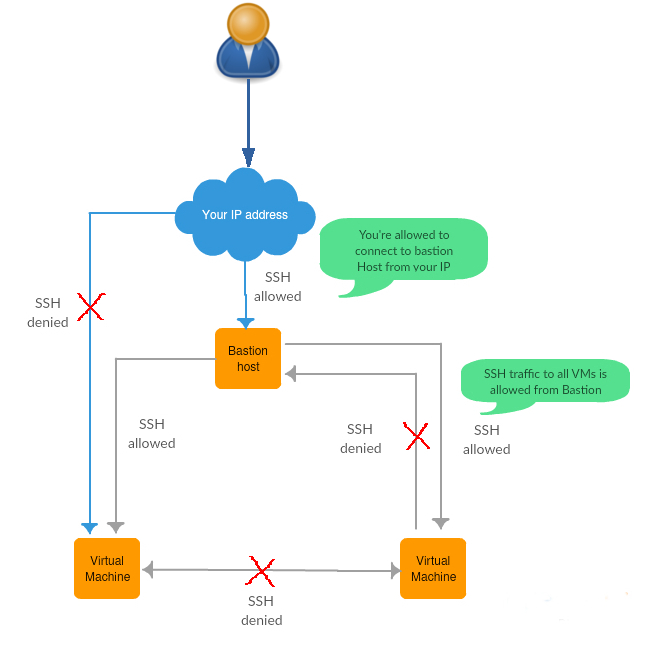 Your IP address
You're allowed to
connect to bastion
Host from your IP
SSH
allowed
SSH
denied
Bastion
host
SSH traffic to all VMs is
allowed from Bastion
SSH
allowed
SSH
denied
SSH
allowed
Virtual
Machine
Virtual
Machine
SSH
denied